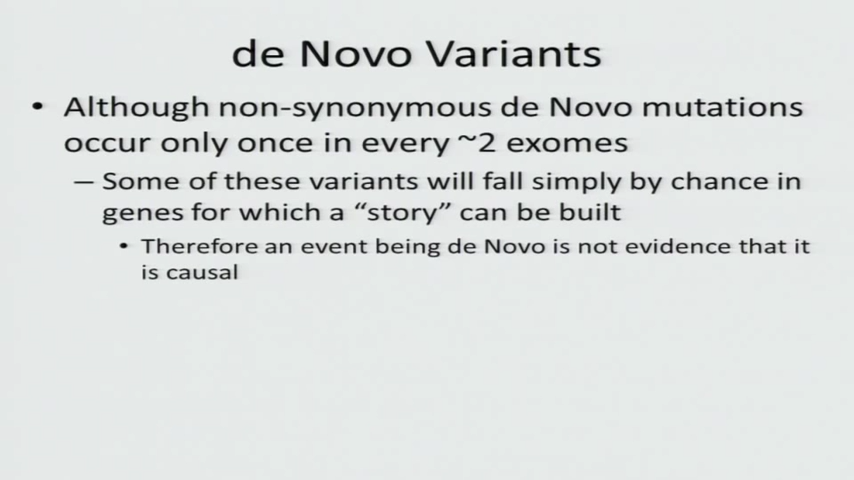 de Novo Variants
• Although non-synonymous de Novo mutations
occur only once in every ~2 exomes
– Some of these variants will fall simply by chance in
genes for which a “story” can be built
• Therefore an event being de Novo is not evidence that it
is causal